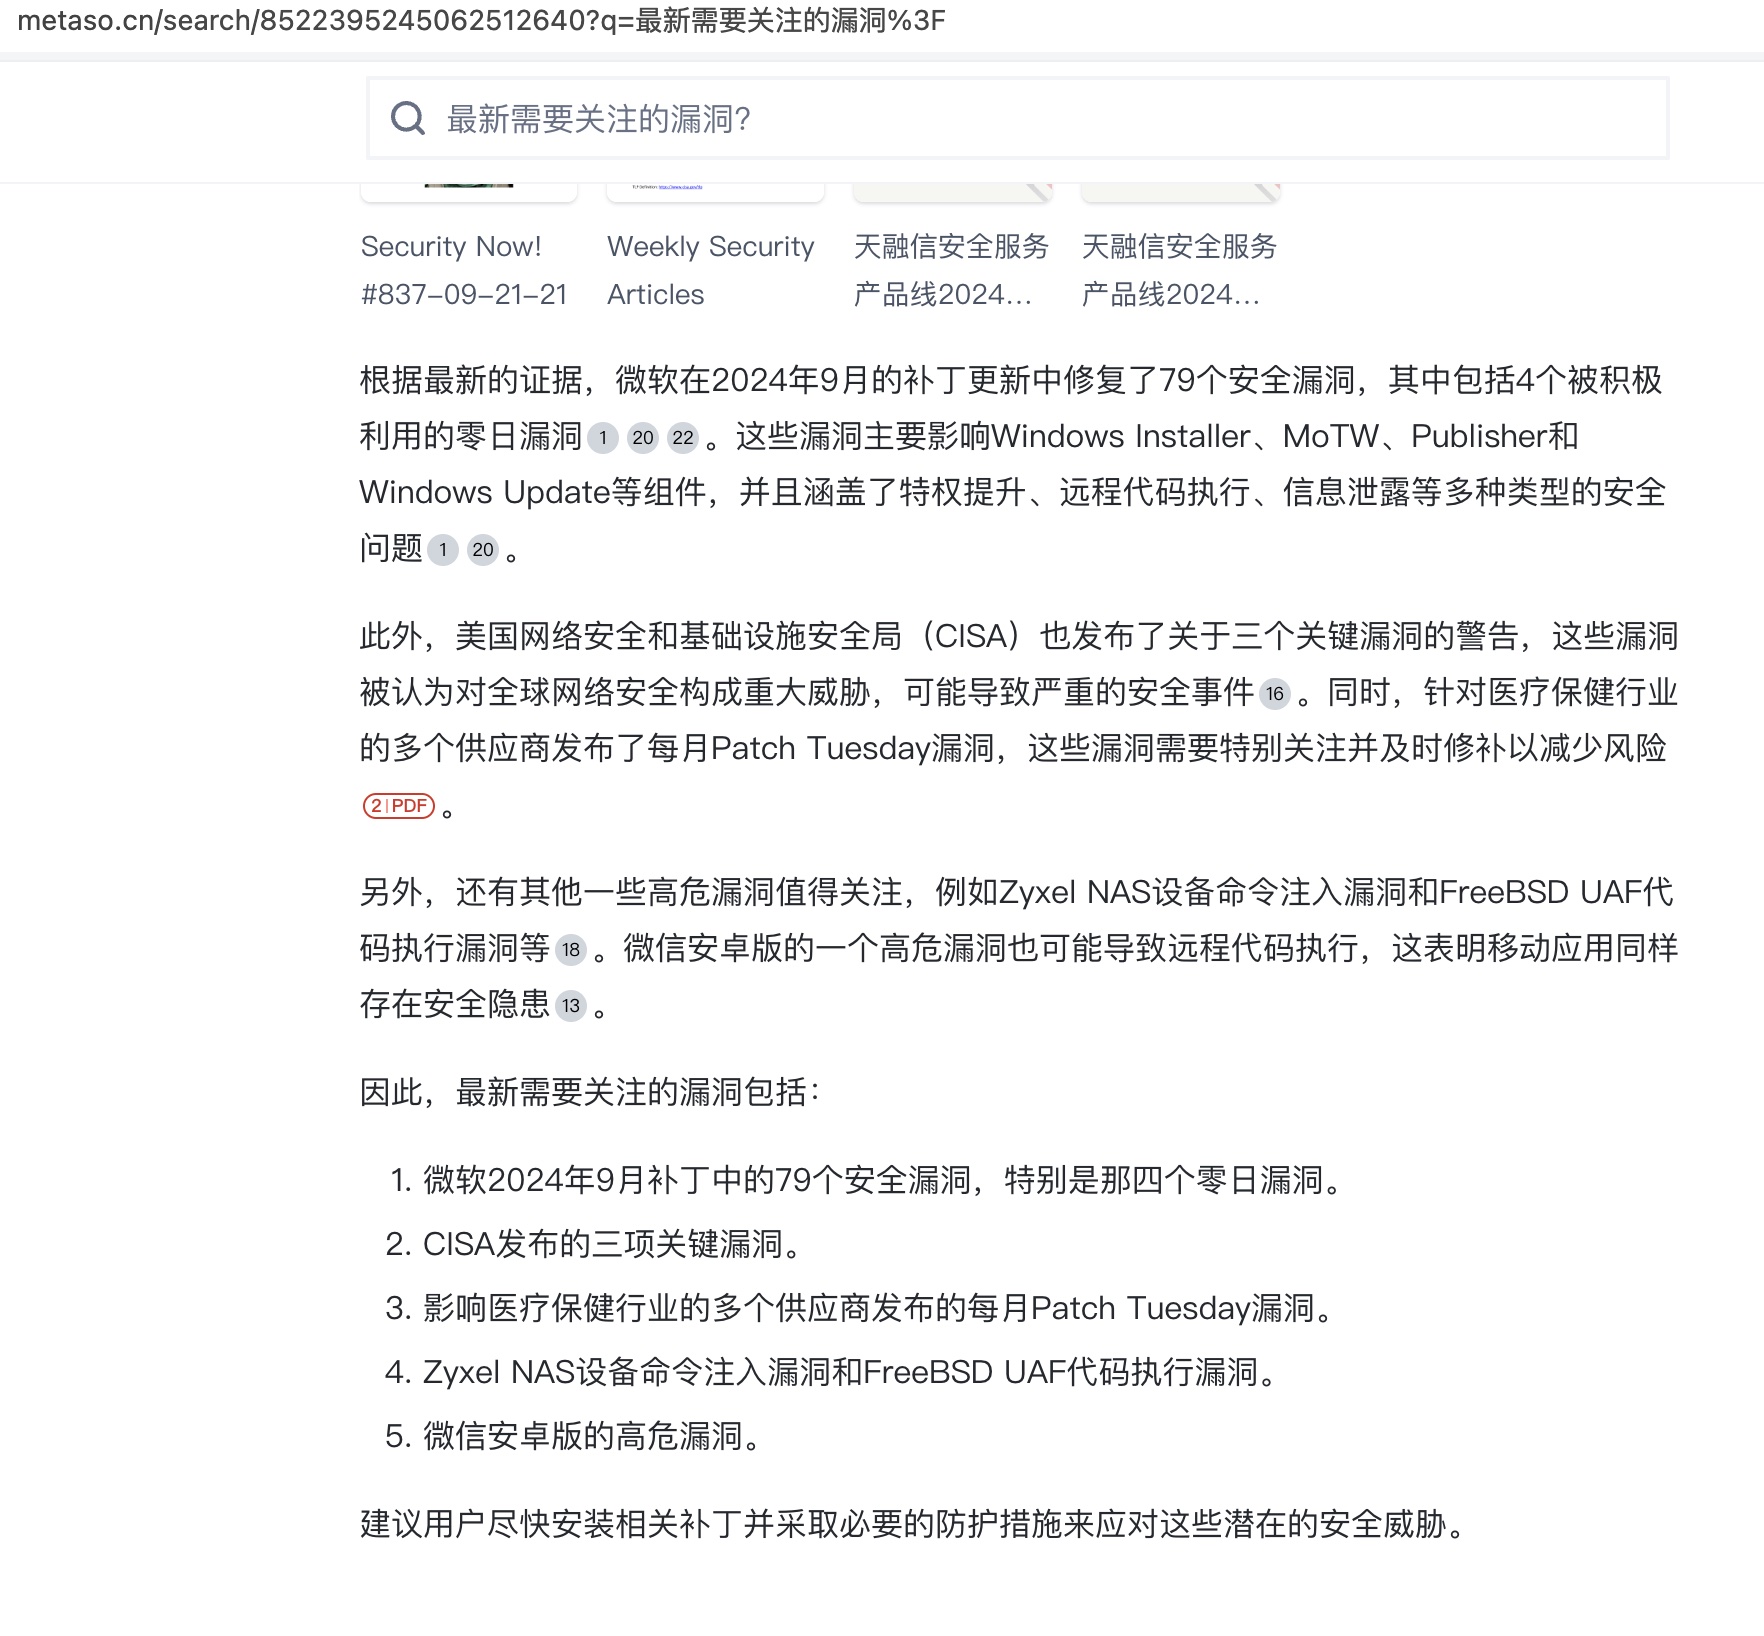 metaso.cn/search/8522395245062512640?q=最新需要关注的漏洞%3F
最新需要关注的漏洞?
Security Now! Weekly Security 天融信安全服务 天融信安全服务
#837-09-21-21 Articles 产品线2024... 产品线2024...
根据最新的证据，微软在2024年9月的补丁更新中修复了79个安全漏洞，其中包括4个被积极
利用的零日漏洞 1 20 22 。这些漏洞主要影响Windows Installer、MoTW、Publisher和
Windows Update等组件，并且涵盖了特权提升、远程代码执行、信息泄露等多种类型的安全
问题 1 20 。
此外，美国网络安全和基础设施安全局（CISA）也发布了关于三个关键漏洞的警告，这些漏洞
被认为对全球网络安全构成重大威胁，可能导致严重的安全事件 16 。同时，针对医疗保健行业
的多个供应商发布了每月Patch Tuesday漏洞，这些漏洞需要特别关注并及时修补以减少风险
2|PDF 。
另外，还有其他一些高危漏洞值得关注，例如Zyxel NAS设备命令注入漏洞和FreeBSD UAF代
码执行漏洞等 18 。微信安卓版的一个高危漏洞也可能导致远程代码执行，这表明移动应用同样
存在安全隐患 13 。
因此，最新需要关注的漏洞包括：
1. 微软2024年9月补丁中的79个安全漏洞，特别是那四个零日漏洞。
2. CISA发布的三项关键漏洞。
3. 影响医疗保健行业的多个供应商发布的每月Patch Tuesday漏洞。
4. Zyxel NAS设备命令注入漏洞和FreeBSD UAF代码执行漏洞。
5. 微信安卓版的高危漏洞。
建议用户尽快安装相关补丁并采取必要的防护措施来应对这些潜在的安全威胁。